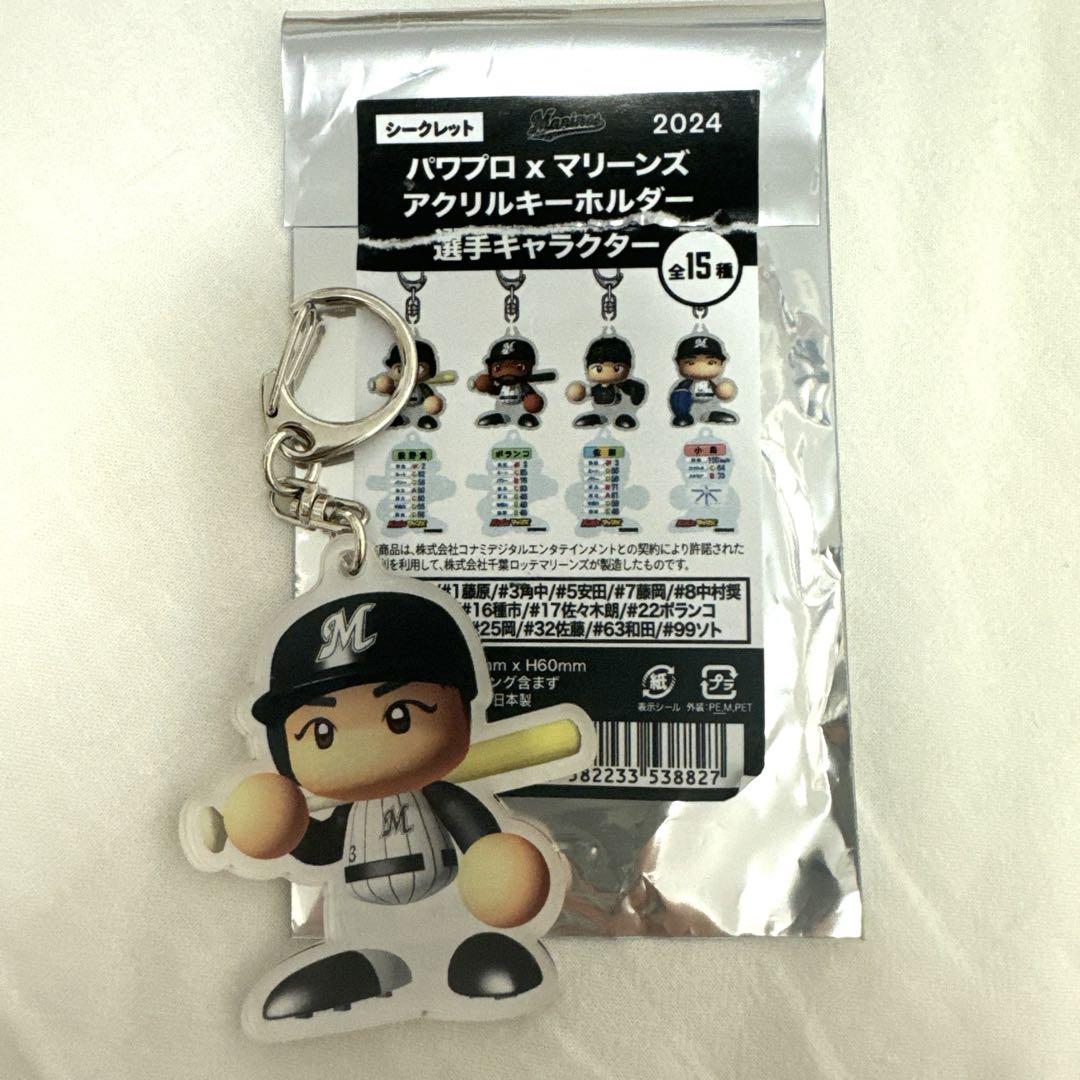 シークレット
Marines
2024
パワプロ x マリーンズ
アクリルキーホルダー
選手キャラクター
全15種
M
M
ポランコ
小島
商品は、株式会社コナミデジタルエンタテインメントとの契約により許諾された
を利用して、株式会社千葉ロッテマリーンズが製造したものです。
#1藤原/#3角中/#5安田/#7藤岡/#8中村奨
#16種市/#17佐々木朗/#22ポランコ
#25岡/#32佐藤/#63和田/#99ソト
mm x H60mm
ング含まず
日本製
紙
プラ
表示シール 外装:PE,M,PET
582233 538827
M
M
3